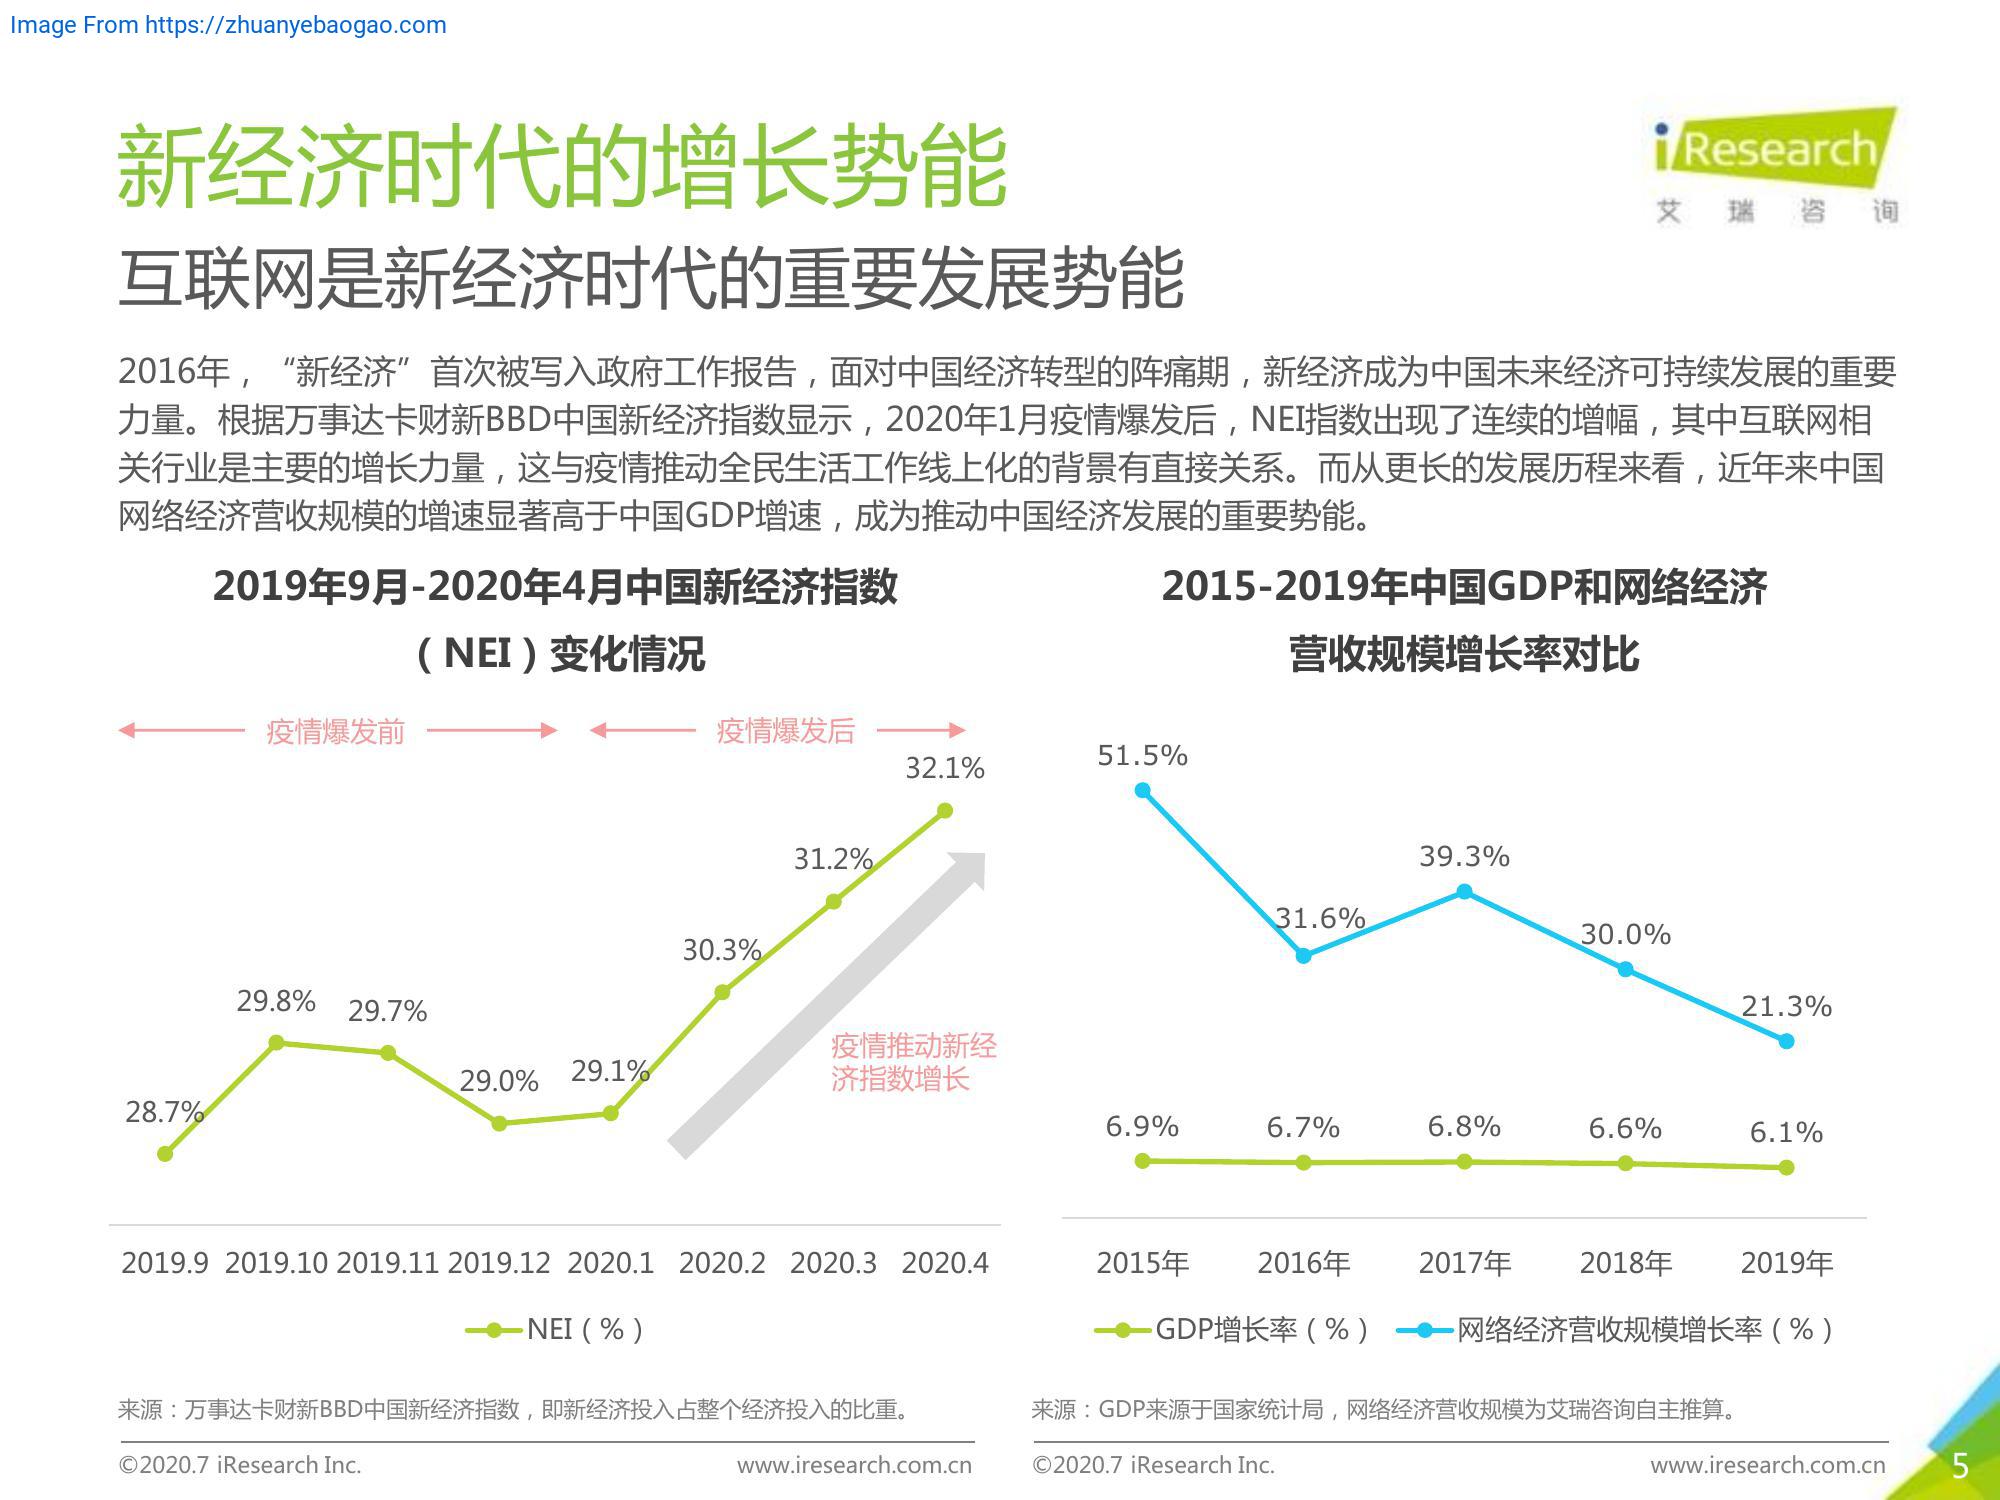 Image From https://zhuanyebaogao.com
新经济时代的增长势能
iResearch
艾瑞咨询
互联网是新经济时代的重要发展势能
2016年，“新经济”首次被写入政府工作报告，面对中国经济转型的阵痛期，新经济成为中国未来经济可持续发展的重要
力量。根据万事达卡财新BBD中国新经济指数显示，2020年1月疫情爆发后，NEI指数出现了连续的增幅，其中互联网相
关行业是主要的增长力量，这与疫情推动全民生活工作线上化的背景有直接关系。而从更长的发展历程来看，近年来中国
网络经济营收规模的增速显著高于中国GDP增速，成为推动中国经济发展的重要势能。
2019年9月-2020年4月中国新经济指数
（NEI）变化情况
疫情爆发前
疫情爆发后
32.1%
31.2%
30.3%
29.8%
29.7%
29.0%
29.1%
28.7%
疫情推动新经
济指数增长
2019.9 2019.10 2019.11 2019.12 2020.1 2020.2 2020.3 2020.4
NEI（%）
来源：万事达卡财新BBD中国新经济指数，即新经济投入占整个经济投入的比重。
©2020.7 iResearch Inc.
www.iresearch.com.cn
2015-2019年中国GDP和网络经济
营收规模增长率对比
51.5%
31.6%
39.3%
30.0%
21.3%
6.9%
6.7%
6.8%
6.6%
6.1%
2015年 2016年 2017年 2018年 2019年
GDP增长率（%） 网络经济营收规模增长率（%）
来源：GDP来源于国家统计局，网络经济营收规模为艾瑞咨询自主推算。
©2020.7 iResearch Inc.
www.iresearch.com.cn
5